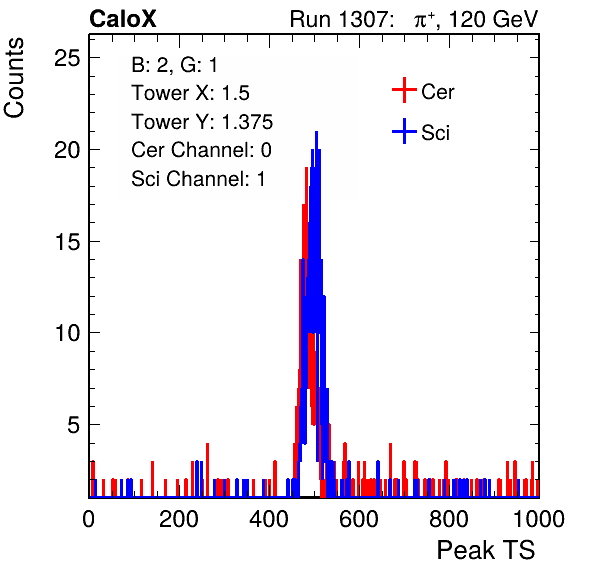 CaloX Run 1307: π⁺, 120 GeV
Counts
25
20
15
10
5
B: 2, G: 1
Tower X: 1.5
Tower Y: 1.375
Cer Channel: 0
Sci Channel: 1
Cer
Sci
0 200 400 600 800 1000
Peak TS